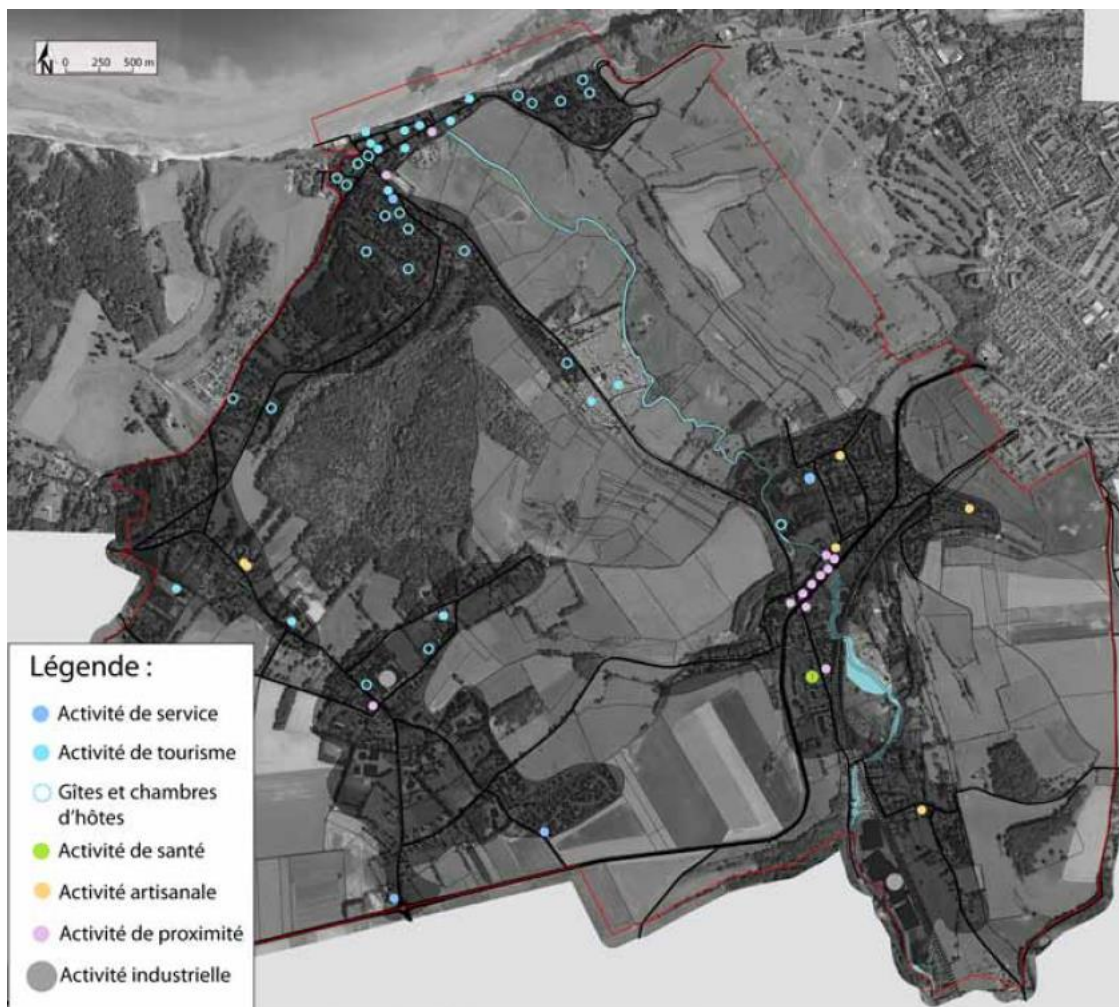 N
0 250 500 m
Légende :
Activité de service
Activité de tourisme
Gîtes et chambres
d'hôtes
Activité de santé
Activité artisanale
Activité de proximité
Activité industrielle